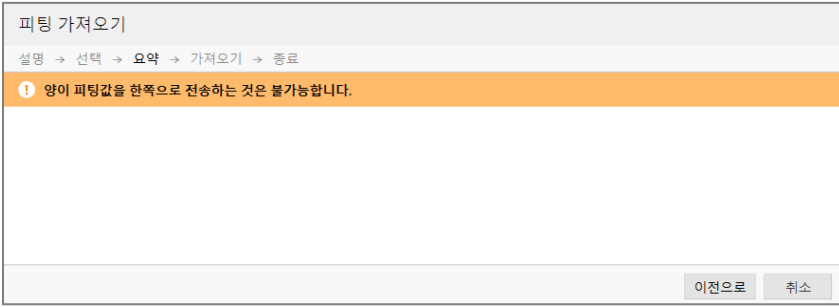 피팅 가져오기
설명 → 선택 → 요약 → 가져오기 → 종료
! 양이 피팅값을 한쪽으로 전송하는 것은 불가능합니다.
이전으로 취소